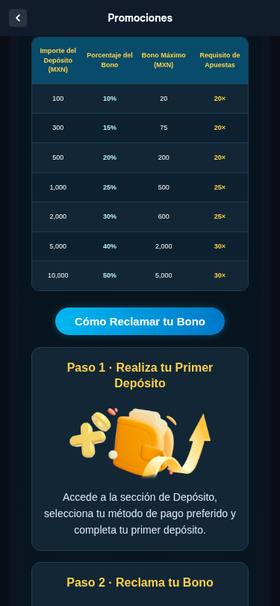 Promociones
Importe del Depósito (MXN) Porcentaje del Bono Bono Máximo (MXN) Requisito de Apuestas
100 10% 20 20×
300 15% 75 20×
500 20% 200 20×
1,000 25% 500 25×
2,000 30% 600 25×
5,000 40% 2,000 30×
10,000 50% 5,000 30×
Cómo Reclamar tu Bono
Paso 1 · Realiza tu Primer
Depósito
Accede a la sección de Depósito,
selecciona tu método de pago preferido y
completa tu primer depósito.
Paso 2 · Reclama tu Bono